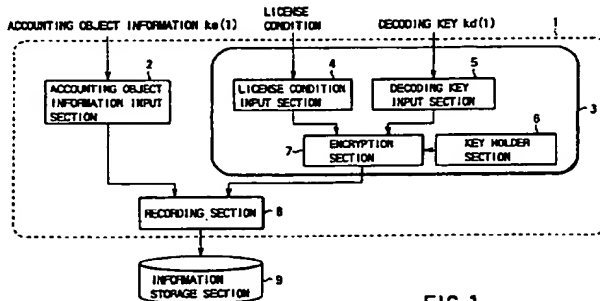 ACCOUNTING OBJECT INFORMATION ke(1)
LICENSE
CONDITION
DECODING KEY kd(1)
1
2
ACCOUNTING OBJECT
INFORMATION INPUT
SECTION
4
LICENSE CONDITION
INPUT SECTION
5
DECODING KEY
INPUT SECTION
3
7
ENCRYPTION
SECTION
6
KEY HOLDER
SECTION
RECORDING SECTION
8
INFORMATION
STORAGE SECTION
9
FIG.1